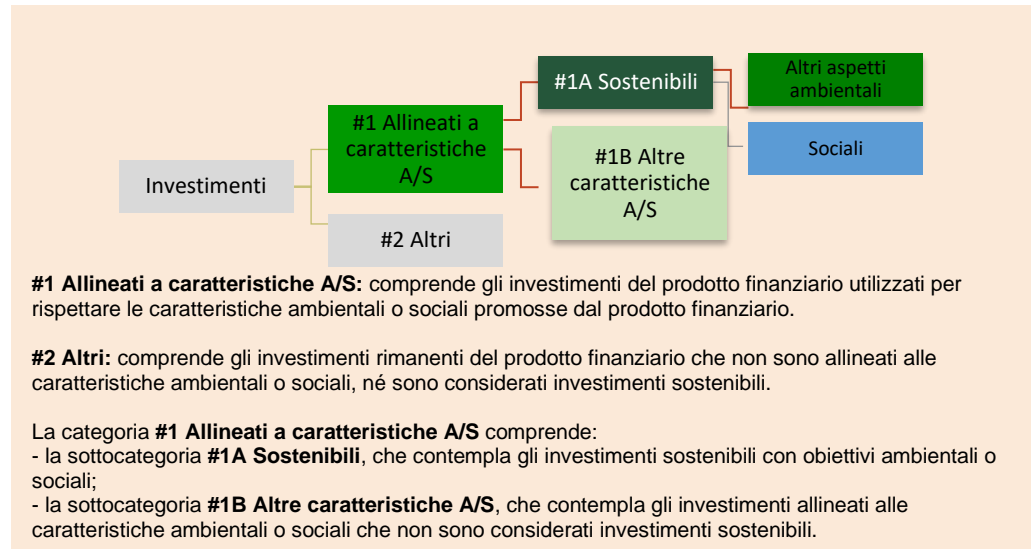 #1A Sostenibili
Altri aspetti
ambientali
#1 Allineati a
caratteristiche
A/S
Sociali
#1B Altre
caratteristiche
A/S
Investimenti
#2 Altri
#1 Allineati a caratteristiche A/S: comprende gli investimenti del prodotto finanziario utilizzati per
rispettare le caratteristiche ambientali o sociali promosse dal prodotto finanziario.
#2 Altri: comprende gli investimenti rimanenti del prodotto finanziario che non sono allineati alle
caratteristiche ambientali o sociali, né sono considerati investimenti sostenibili.
La categoria #1 Allineati a caratteristiche A/S comprende:
- la sottocategoria #1A Sostenibili, che contempla gli investimenti sostenibili con obiettivi ambientali o
sociali;
- la sottocategoria #1B Altre caratteristiche A/S, che contempla gli investimenti allineati alle
caratteristiche ambientali o sociali che non sono considerati investimenti sostenibili.